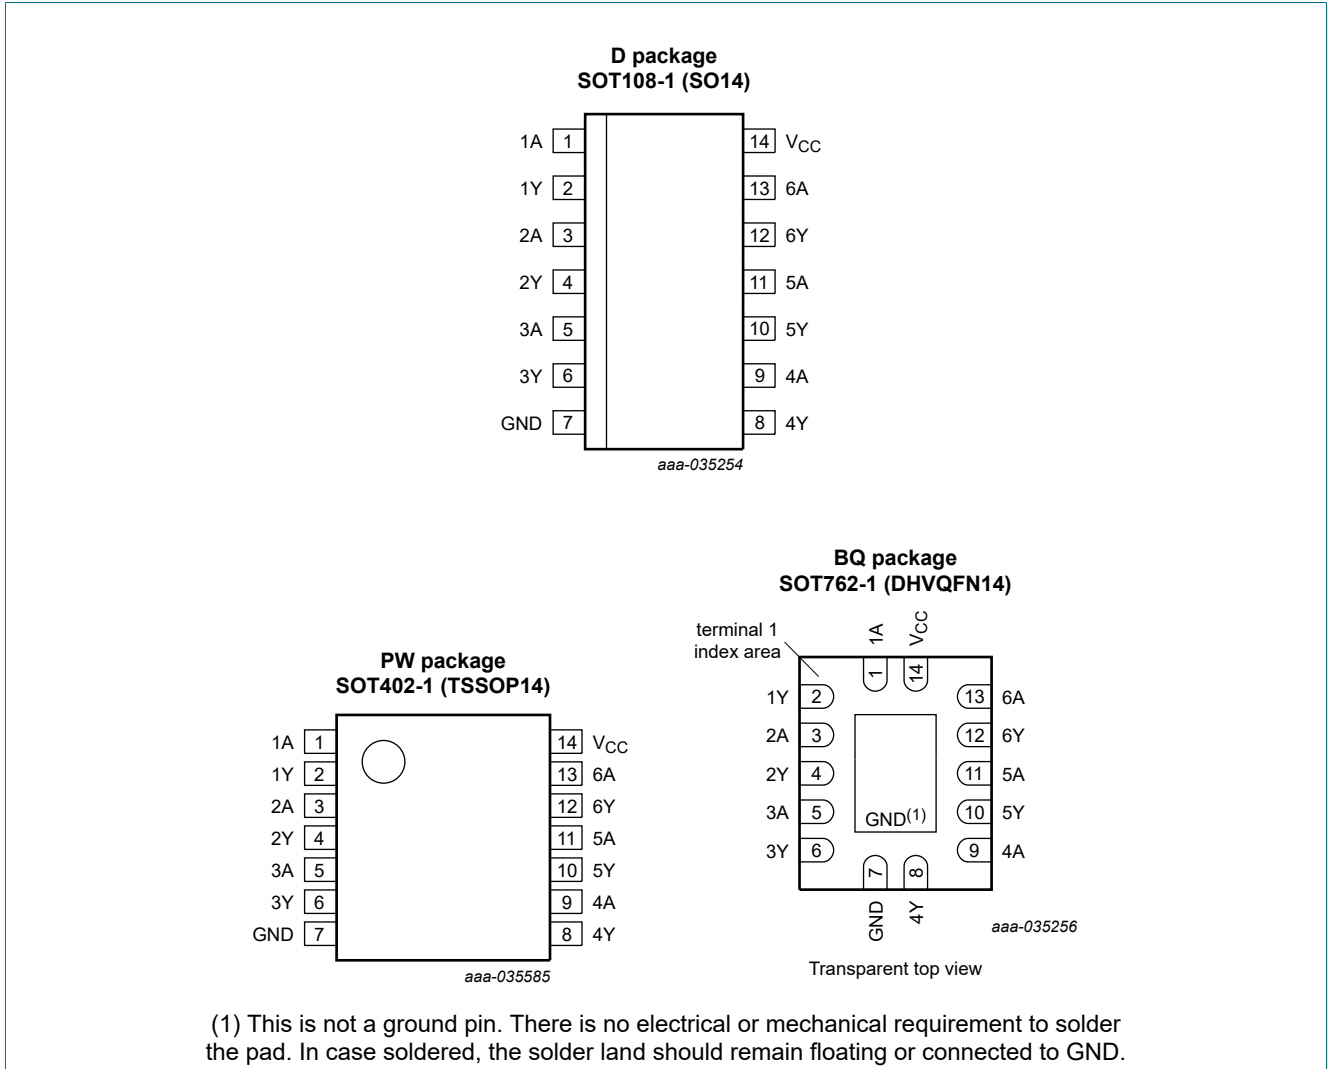 D package
SOT108-1 (SO14)
1A 1 14 VCC
1Y 2 13 6A
2A 3 12 6Y
2Y 4 11 5A
3A 5 10 5Y
3Y 6 9 4A
GND 7 8 4Y
aaa-035254
PW package
SOT402-1 (TSSOP14)
1A 1 14 VCC
1Y 2 13 6A
2A 3 12 6Y
2Y 4 11 5A
3A 5 10 5Y
3Y 6 9 4A
GND 7 8 4Y
aaa-035585
BQ package
SOT762-1 (DHVQFN14)
terminal 1
index area
1A VCC
1 14
1Y 2 13 6A
2A 3 12 6Y
2Y 4 11 5A
3A 5 10 5Y
GND(1)
3Y 6 9 4A
7 8
GND 4Y
aaa-035256
Transparent top view
(1) This is not a ground pin. There is no electrical or mechanical requirement to solder
the pad. In case soldered, the solder land should remain floating or connected to GND.